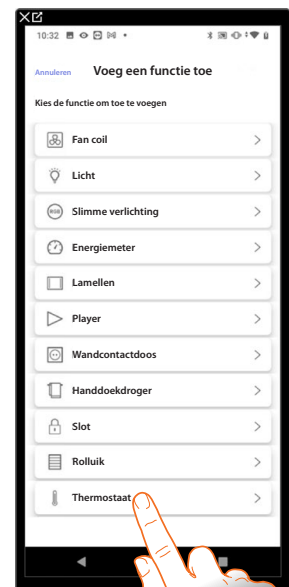 10:32
Annuleren Voeg een functie toe
Kies de functie om toe te voegen
Fan coil
Licht
RGB Slimme verlichting
Energiemeter
Lamellen
Player
Wandcontactdoos
Handdoekdroger
Slot
Rolluik
Thermostaat